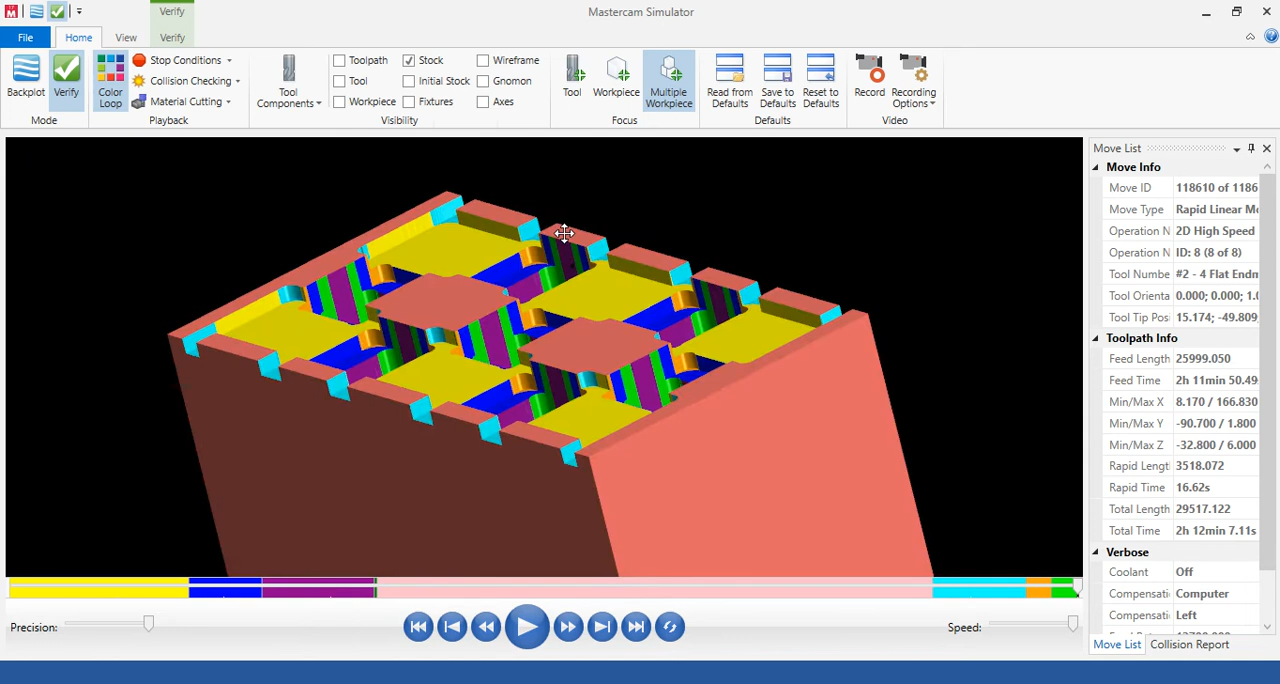 Verify
Mastercam Simulator
File
Home
View
Verify
Backplot
Verify
Mode
Color Loop
Stop Conditions
Collision Checking
Material Cutting
Playback
Tool Components
Toolpath
Tool
Workpiece
Stock
Initial Stock
Fixtures
Wirefram
Gnomon
Axes
Visibility
Tool
Workpiece
Multiple Workpiece
Focus
Read from Defaults
Save to Defaults
Reset to Defaults
Defaults
Record
Recording Options
Video
Move List
Move Info
Move ID 118610 of 1186
Move Type Rapid Linear Mo
Operation N 2D High Speed
Operation N ID: 8 (8 of 8)
Tool Numbe #2 - 4 Flat Endm
Tool Orienta 0.000; 0.000; 1.0
Tool Tip Pos 15.174; -49.809;
Toolpath Info
Feed Length 25999.050
Feed Time 2h 11min 50.49
Min/Max X 8.170 / 166.830
Min/Max Y -90.700 / 1.800
Min/Max Z -32.800 / 6.000
Rapid Lengt 3518.072
Rapid Time 16.62s
Total Length 29517.122
Total Time 2h 12min 7.11s
Verbose
Coolant Off
Compensati Computer
Compensati Left
Move List
Collision Report
Precision:
Speed: